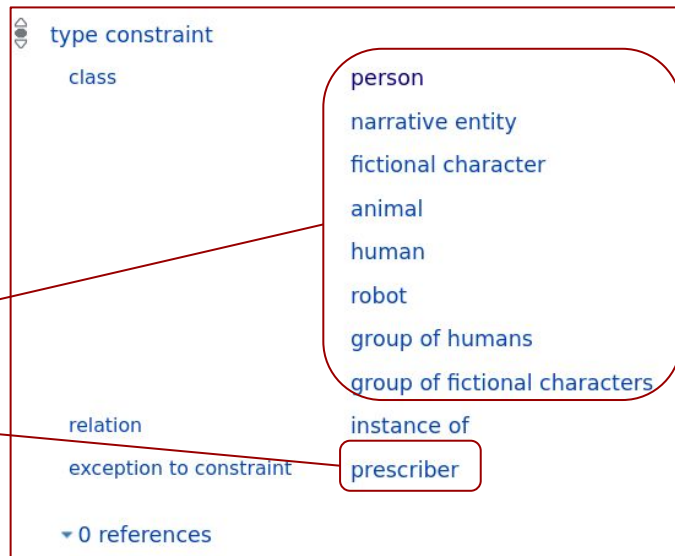 type constraint
class person
narrative entity
fictional character
animal
human
robot
group of humans
group of fictional characters
relation instance of
exception to constraint prescriber
0 references